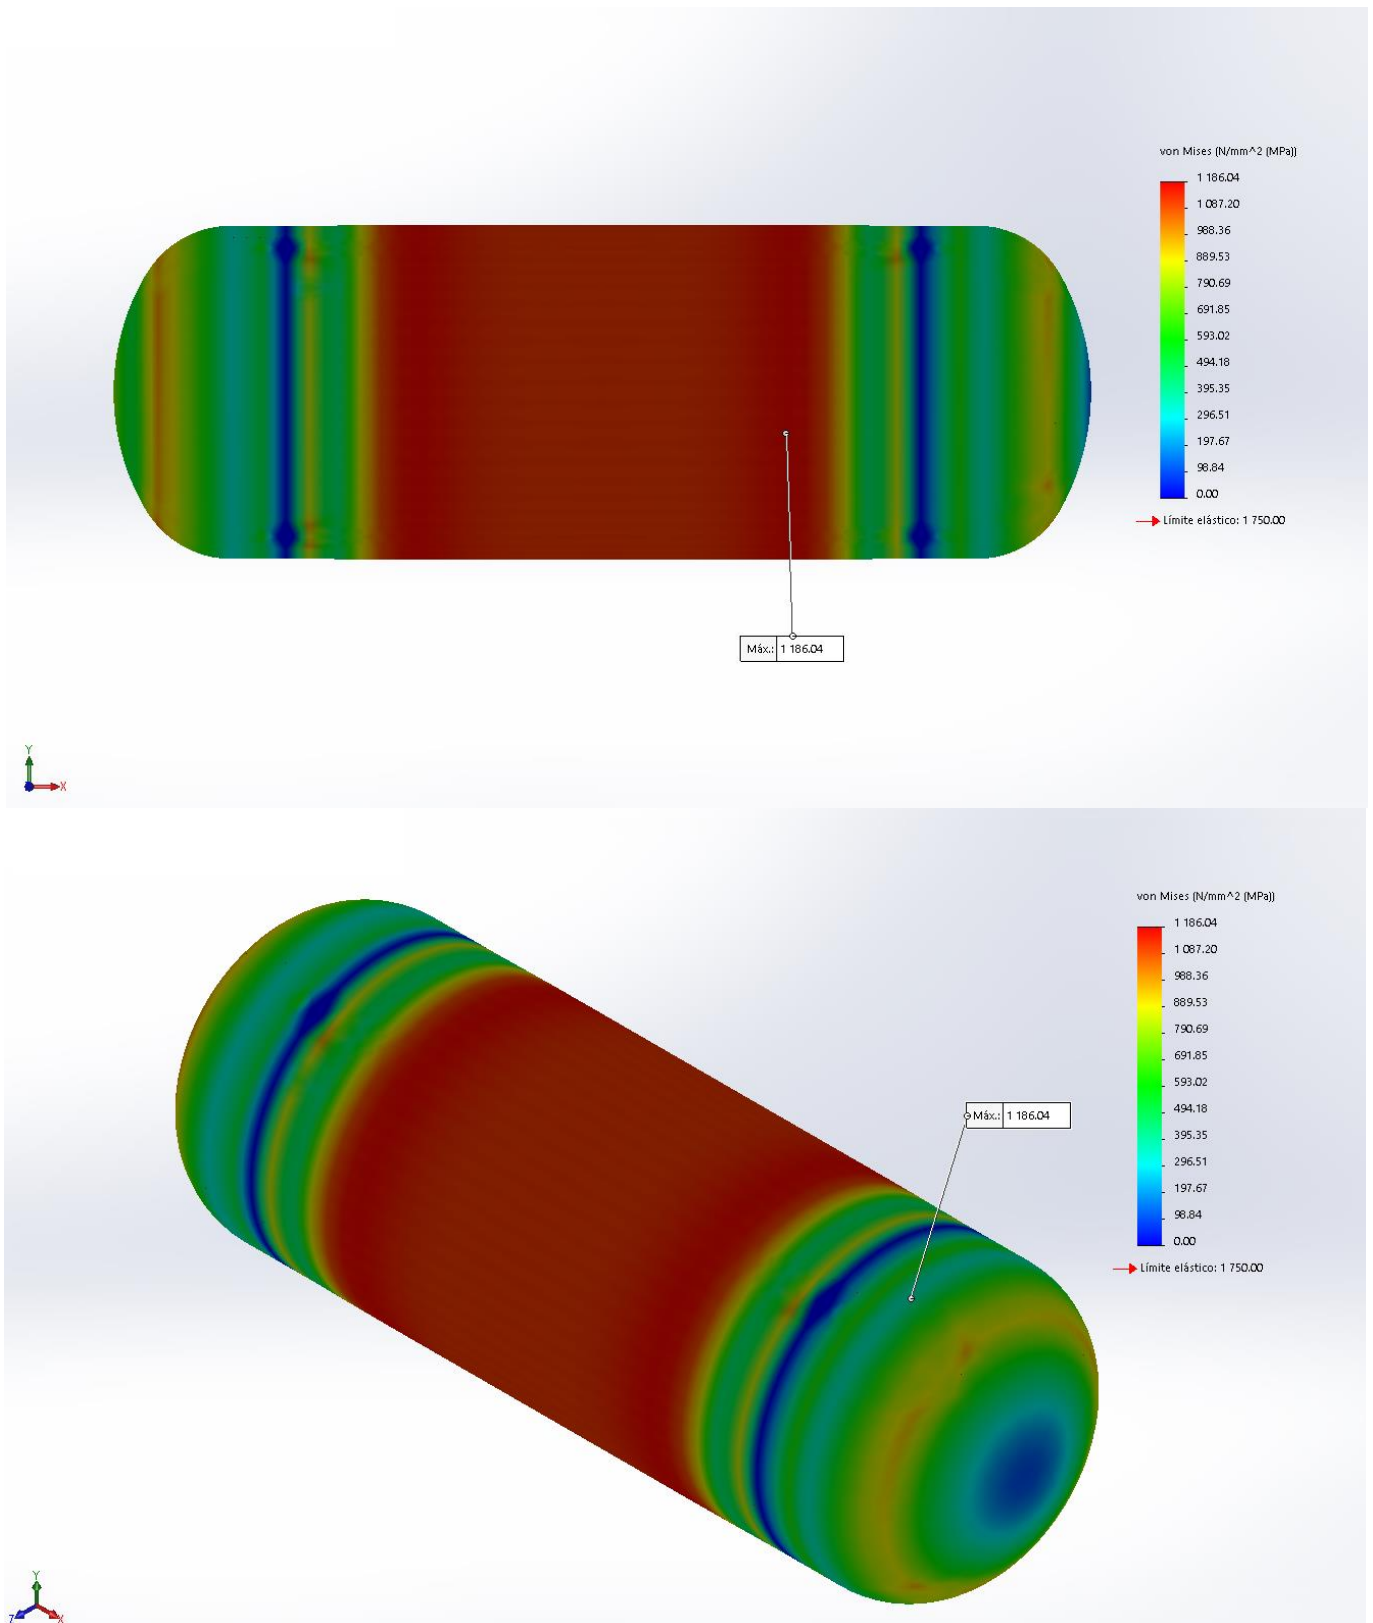 von Mises (N/mm^2 (MPa))
1 186.04
1 087.20
988.36
889.53
790.69
691.85
593.02
494.18
395.35
296.51
197.67
98.84
0.00
Límite elástico: 1 750.00
Máx.: 1 186.04
Y
X
von Mises (N/mm^2 (MPa))
1 186.04
1 087.20
988.36
889.53
790.69
691.85
593.02
494.18
395.35
296.51
197.67
98.84
0.00
Límite elástico: 1 750.00
Máx.: 1 186.04
Y
Z X